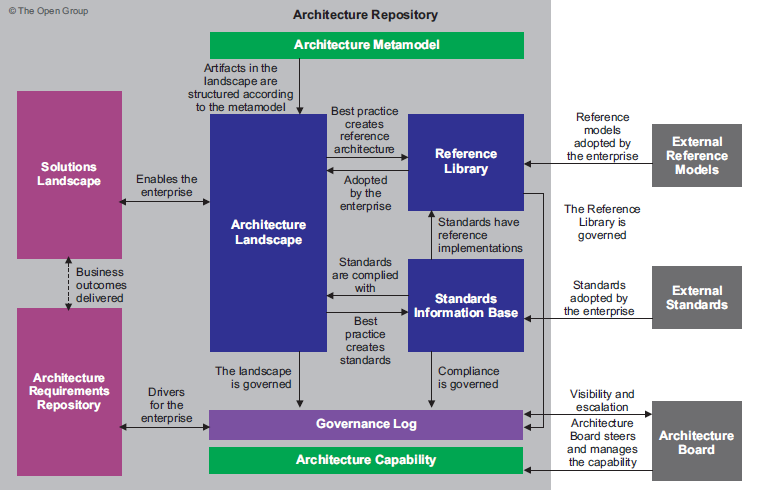 © The Open Group
Architecture Repository
Architecture Metamodel
Artifacts in the
landscape are
structured according
to the metamodel
Solutions
Landscape
Enables the
enterprise
Architecture
Landscape
Best practice
creates
reference
architecture
Adopted
by the
enterprise
Reference
Library
Reference
models
adopted by
the enterprise
External
Reference
Models
The Reference
Library is
governed
Standards have
reference
implementations
Business
outcomes
delivered
Standards
are complied
with
Best
practice
creates
standards
Standards
Information Base
Standards
adopted by
the enterprise
External
Standards
Architecture
Requirements
Repository
The landscape
is governed
Compliance
is governed
Drivers
for the
enterprise
Governance Log
Visibility and
escalation
Architecture
Board steers
and manages
the capability
Architecture
Board
Architecture Capability